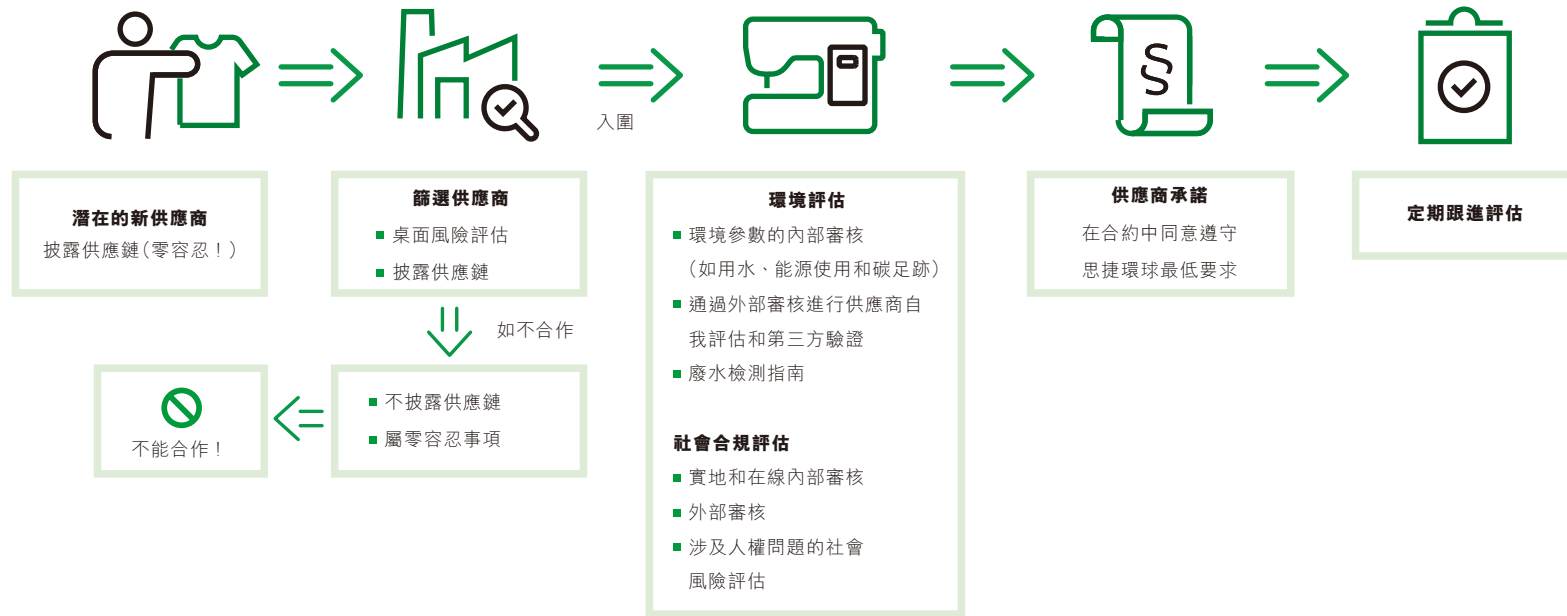 入圍
潛在的新供應商
披露供應鏈(零容忍！)
篩選供應商
■ 桌面風險評估
■ 披露供應鏈
如不合作
■ 不披露供應鏈
■ 屬零容忍事項
不能合作！
環境評估
■ 環境參數的內部審核
(如用水、能源使用和碳足跡)
■ 通過外部審核進行供應商自
我評估和第三方驗證
■ 廢水檢測指南
社會合規評估
■ 實地和在線內部審核
■ 外部審核
■ 涉及人權問題的社會
風險評估
§
供應商承諾
在合約中同意遵守
思捷環球最低要求
定期跟進評估